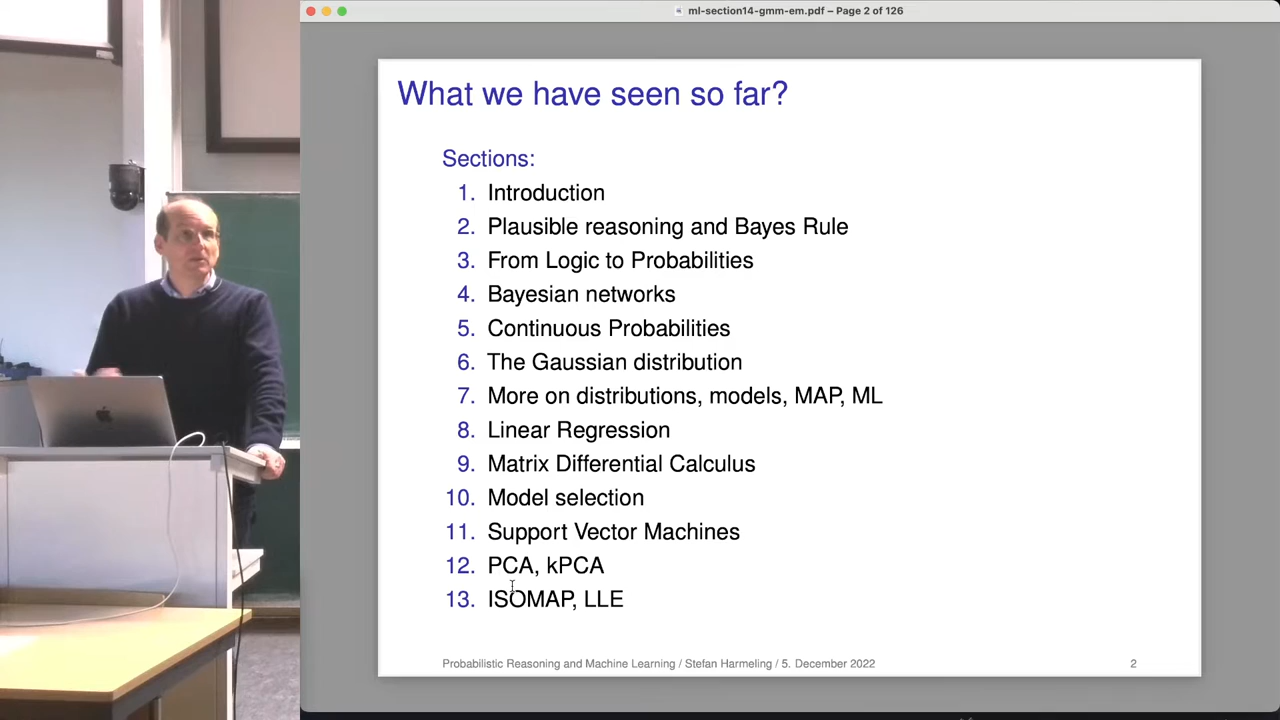 ml-section14-gmm-em.pdf – Page 2 of 126
What we have seen so far?
Sections:
1. Introduction
2. Plausible reasoning and Bayes Rule
3. From Logic to Probabilities
4. Bayesian networks
5. Continuous Probabilities
6. The Gaussian distribution
7. More on distributions, models, MAP, ML
8. Linear Regression
9. Matrix Differential Calculus
10. Model selection
11. Support Vector Machines
12. PCA, kPCA
13. ISOMAP, LLE
Probabilistic Reasoning and Machine Learning / Stefan Harmeling / 5. December 2022 2